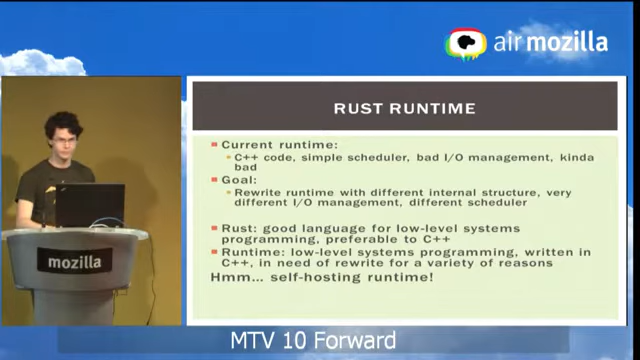 air mozilla
RUST RUNTIME
Current runtime:
C++ code, simple scheduler, bad I/O management, kinda
bad
Goal:
Rewrite runtime with different internal structure, very
different I/O management, different scheduler
Rust: good language for low-level systems
programming, preferable to C++
Runtime: low-level systems programming, written in
C++, in need of rewrite for a variety of reasons
Hmm... self-hosting runtime!
mozilla
MTV 10 Forward